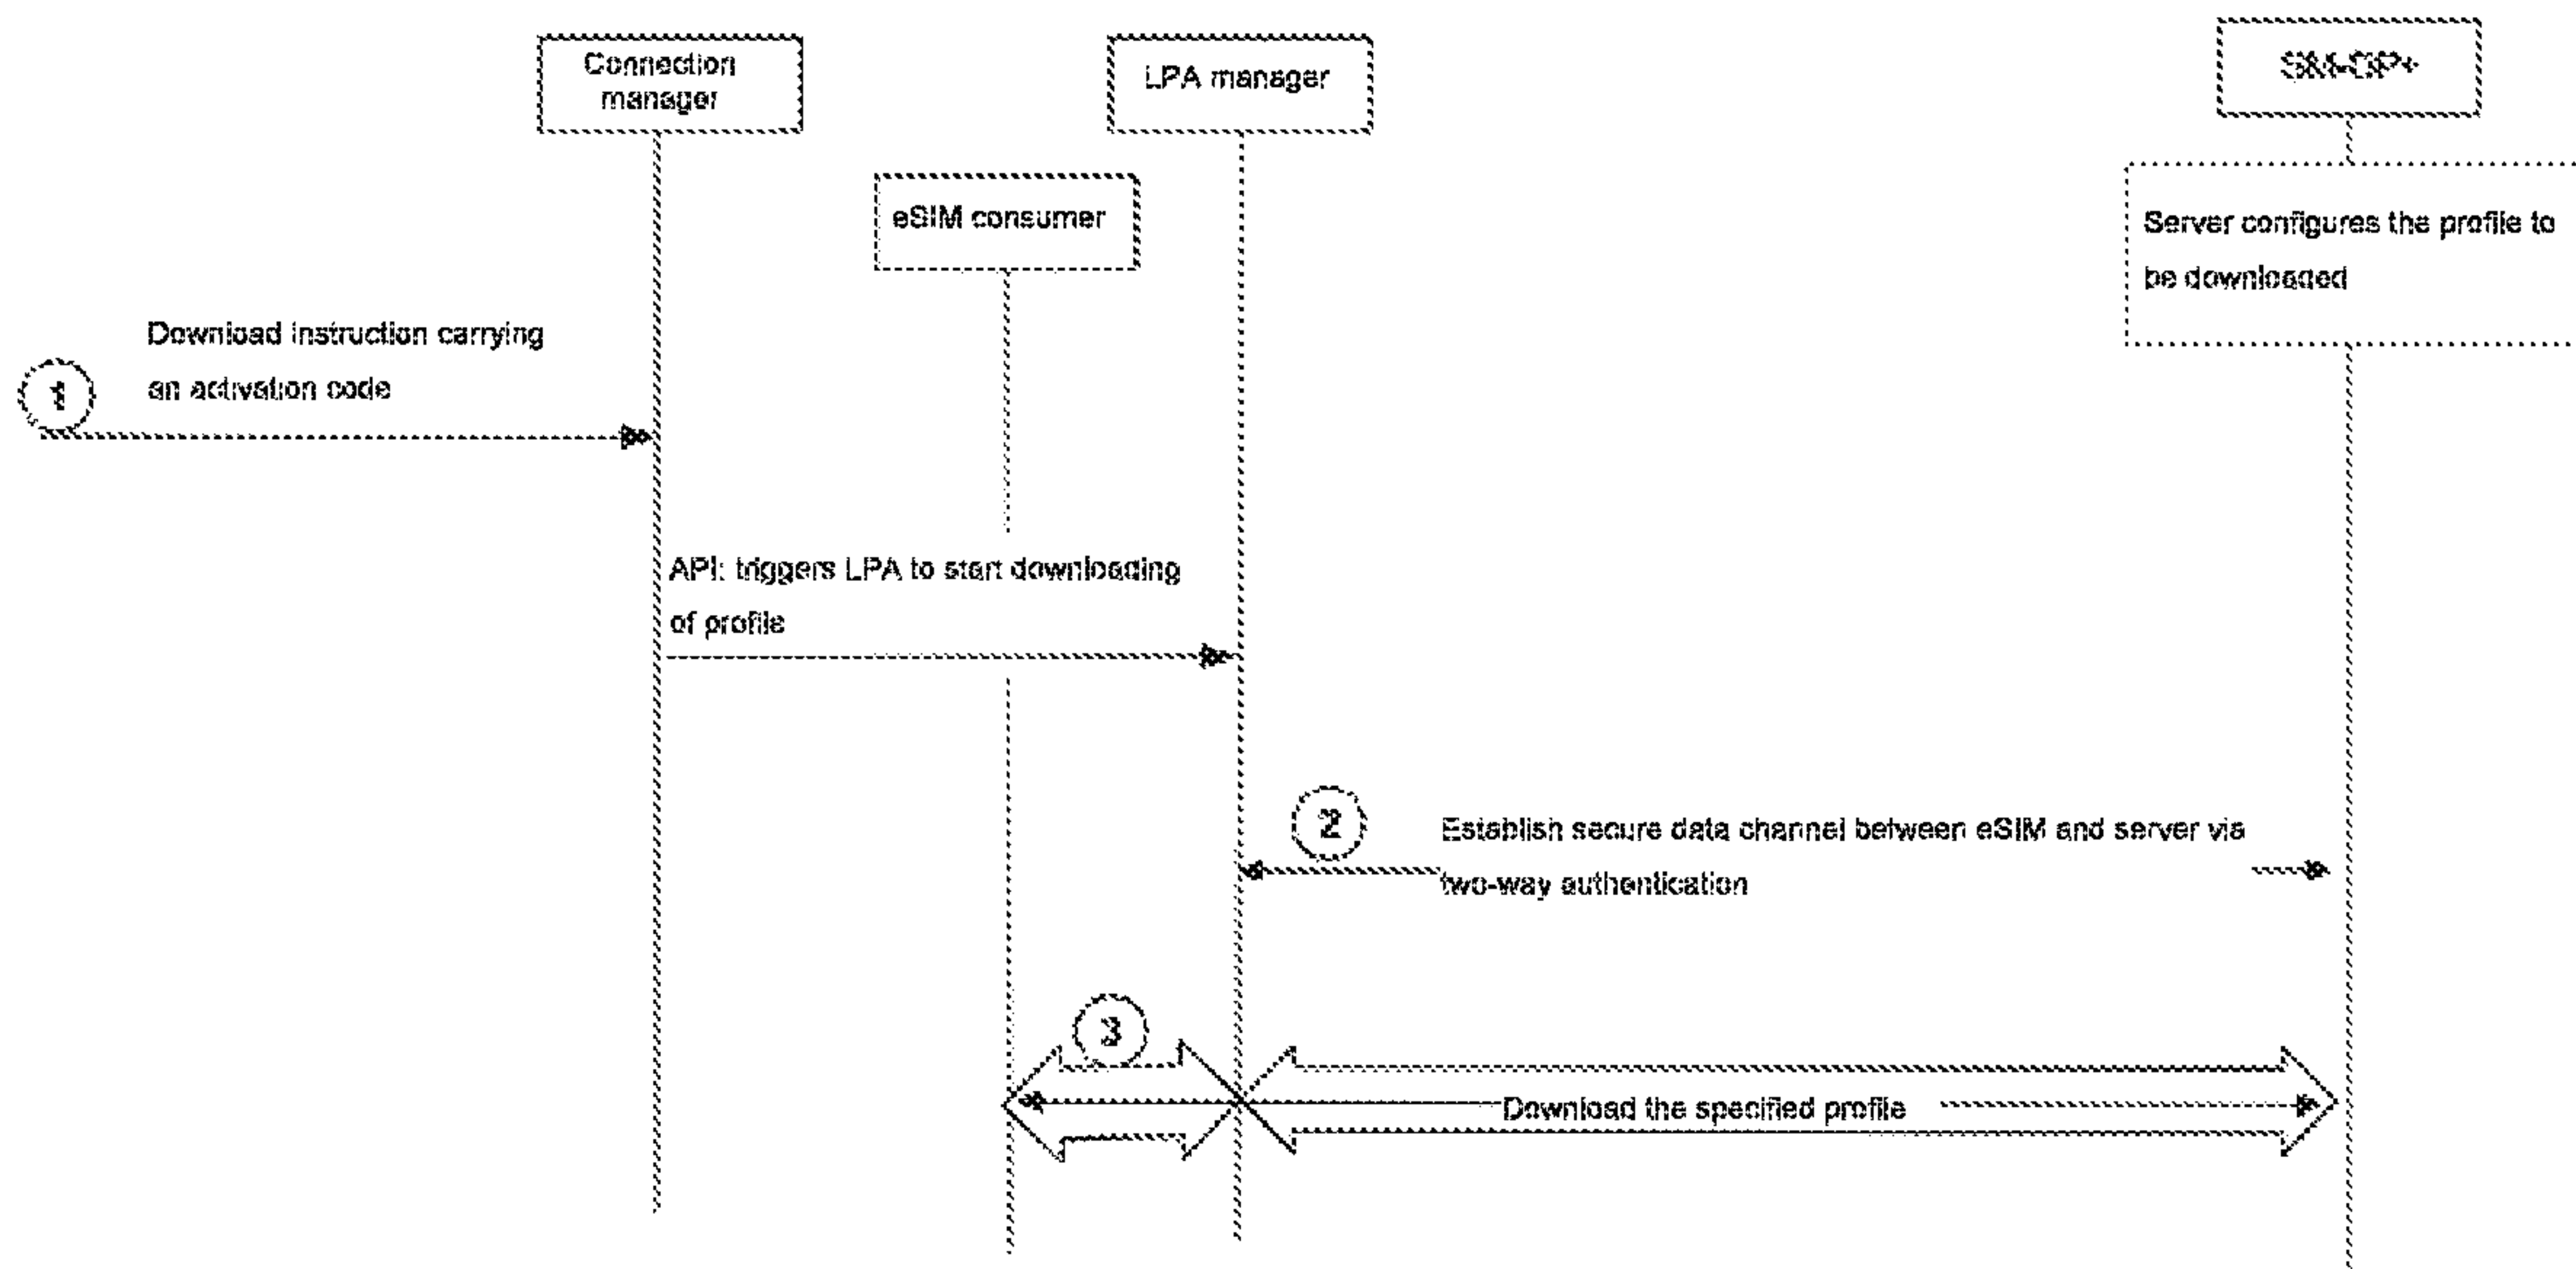 Connection
manager
LPA manager
eSIM consumer
Server configures the profile to
be downloaded
Download instruction carrying
an activation code
1
API: triggers LPA to start downloading
of profile
2
Establish secure data channel between eSIM and server via
two-way authentication
3
Download the specified profile